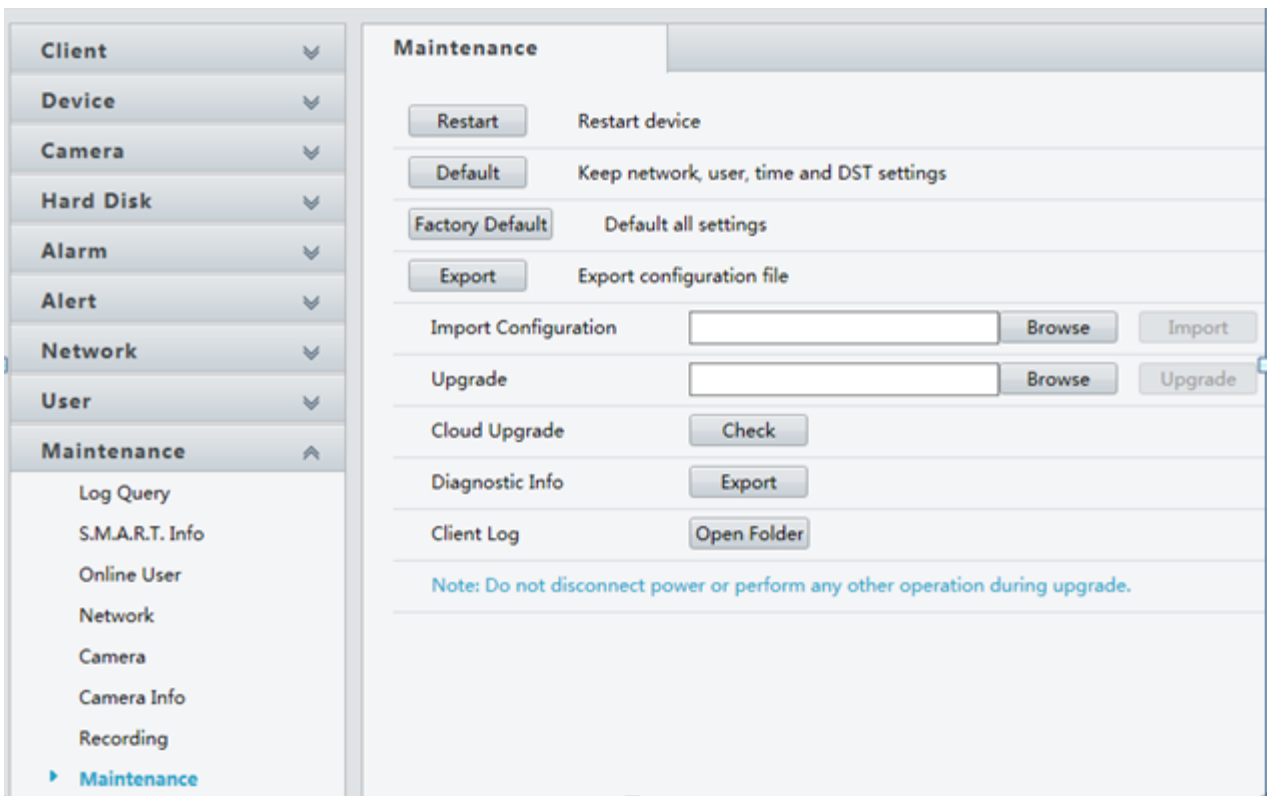 Client
Device
Camera
Hard Disk
Alarm
Alert
Network
User
Maintenance
Log Query
S.M.A.R.T. Info
Online User
Network
Camera
Camera Info
Recording
Maintenance
Maintenance
Restart Restart device
Default Keep network, user, time and DST settings
Factory Default Default all settings
Export Export configuration file
Import Configuration Browse Import
Upgrade Browse Upgrade
Cloud Upgrade Check
Diagnostic Info Export
Client Log Open Folder
Note: Do not disconnect power or perform any other operation during upgrade.